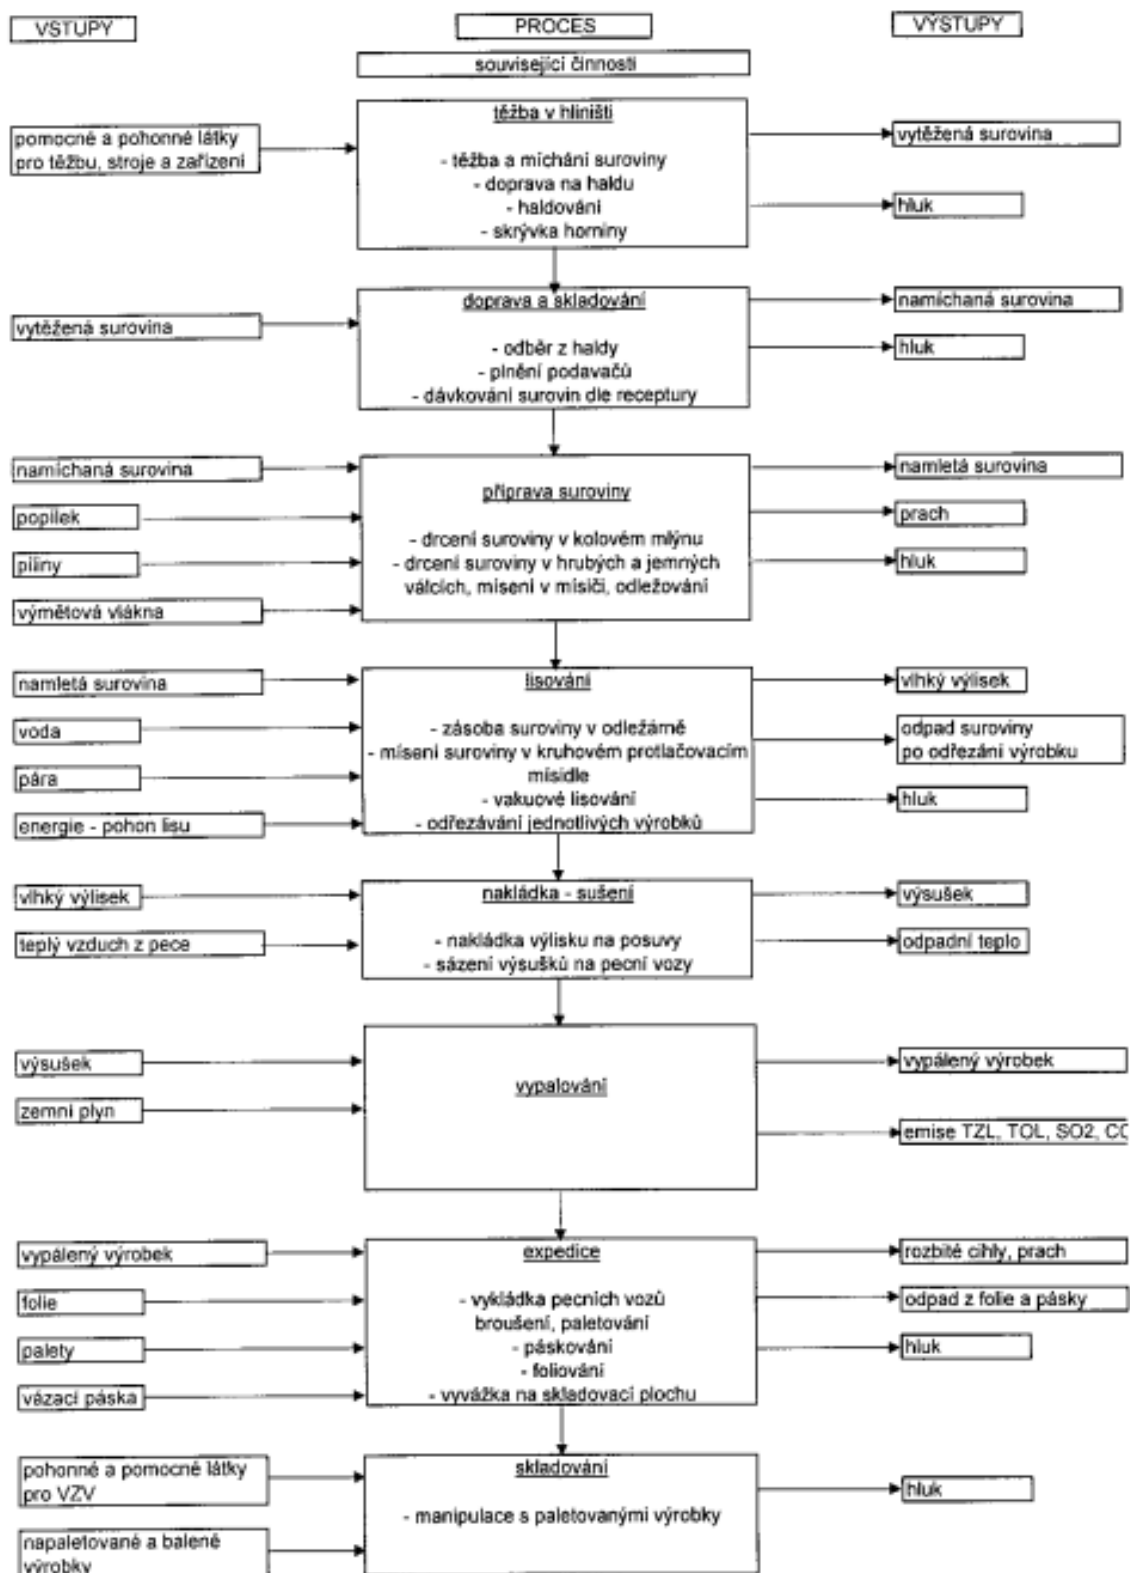 VSTUPY
PROCES
VÝSTUPY
související činnosti
pomocné a pohonné látky
pro těžbu, stroje a zařízení
těžba v hliništi
- těžba a míchání suroviny
- doprava na haldu
- haldování
- skrývka horniny
vytěžená surovina
hluk
vytěžená surovina
doprava a skladování
- odběr z haldy
- plnění podavačů
- dávkování surovin dle receptury
namíchaná surovina
hluk
namíchaná surovina
popílek
piliny
výmětová vlákna
příprava suroviny
- drcení suroviny v kolovém mlýnu
- drcení suroviny v hrubých a jemných
válcích, mísení v mísiči, odležování
namletá surovina
prach
hluk
namletá surovina
voda
pára
energie - pohon lisu
lisování
- zásoba suroviny v odležárně
- mísení suroviny v kruhovém protlačovacím
mísidle
- vakuové lisování
- odřezávání jednotlivých výrobků
vlhký výlisek
odpad suroviny
po odřezání výrobku
hluk
vlhký výlisek
teplý vzduch z pece
nakládka - sušení
- nakládka výlisku na posuvy
- sázení výsušků na pecní vozy
výsušek
odpadní teplo
výsušek
zemní plyn
vypalování
vypálený výrobek
emise TZL, TOL, SO2,
vypálený výrobek
folie
palety
vázací páska
expedice
- vykládka pecních vozů
broušení, paletování
- páskování
- foliování
- vyvážka na skladovací plochu
rozbité cihly, prach
odpad z folie a pásky
hluk
pohonné a pomocné látky
pro VZV
napaletované a balené
výrobky
skladování
- manipulace s paletovanými výrobky
hluk